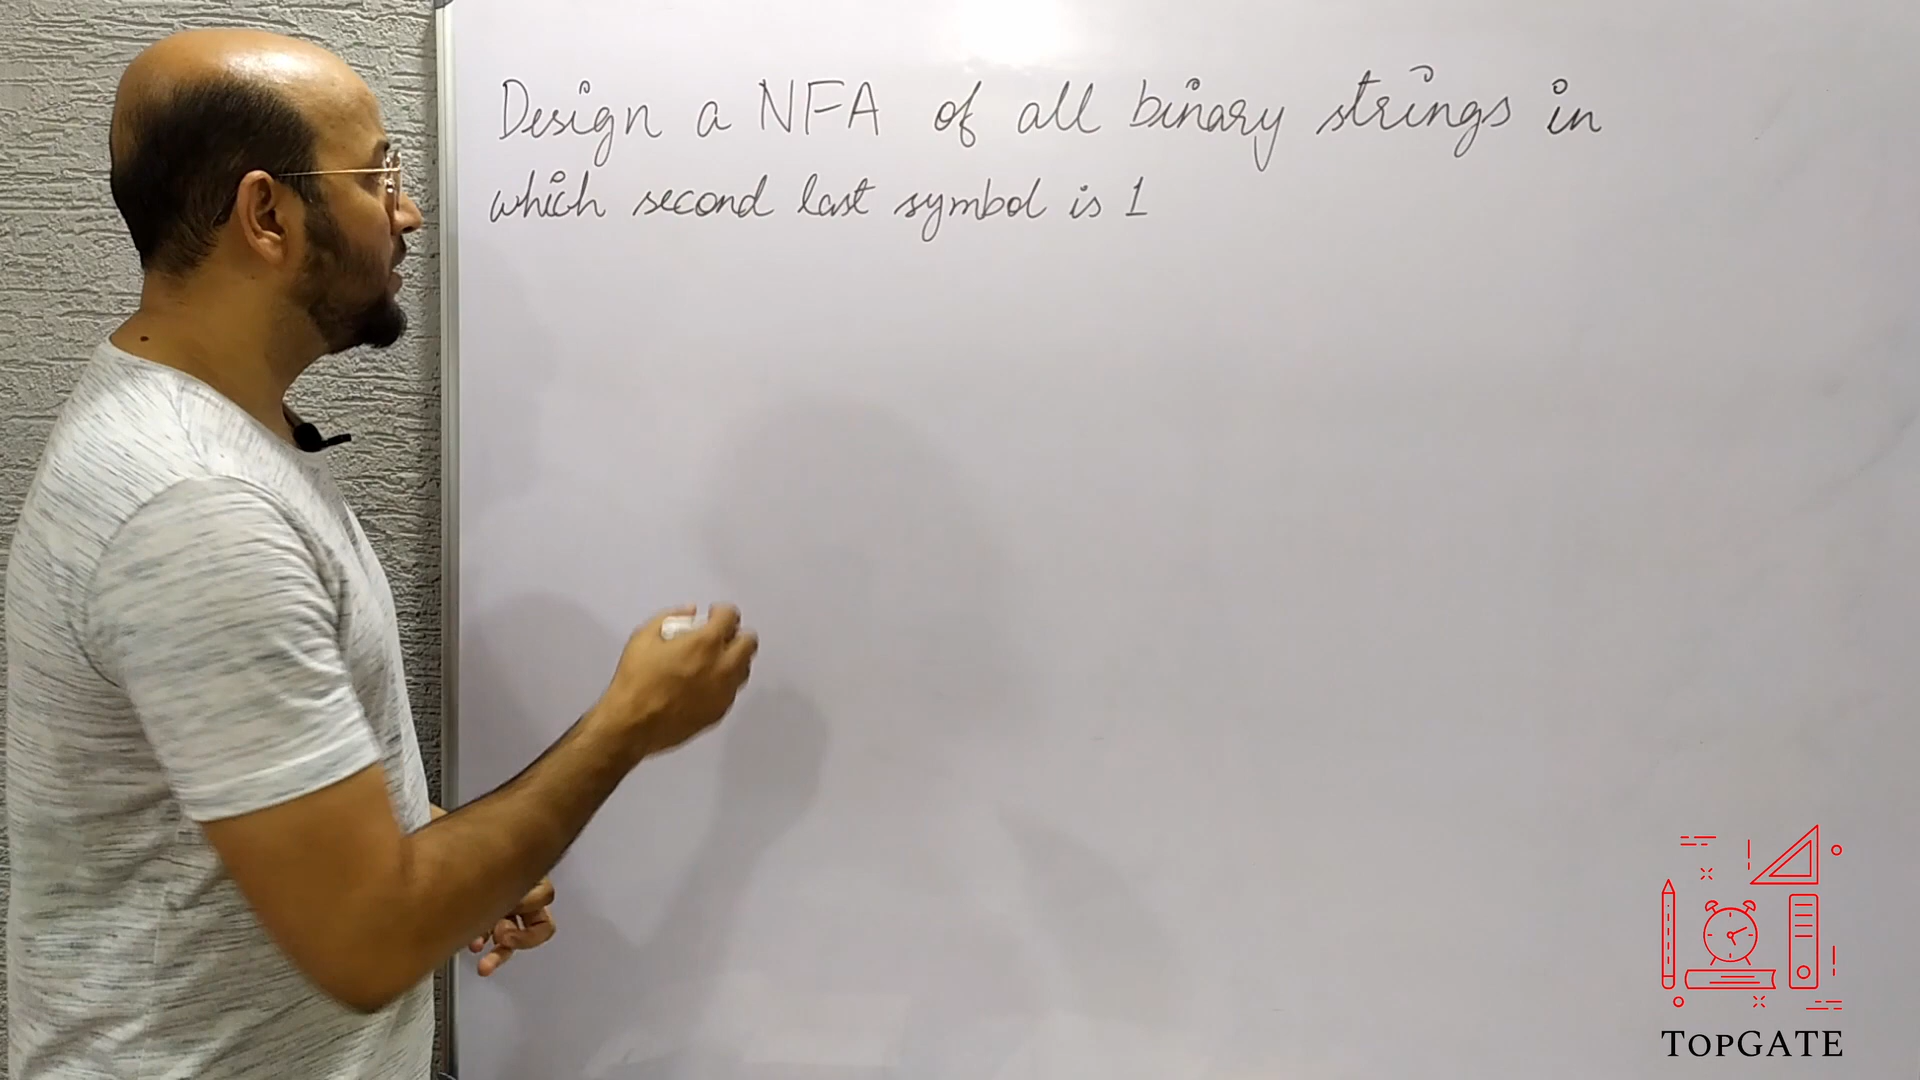 Design a NFA of all binary strings in
which second last symbol is 1
TOPGATE